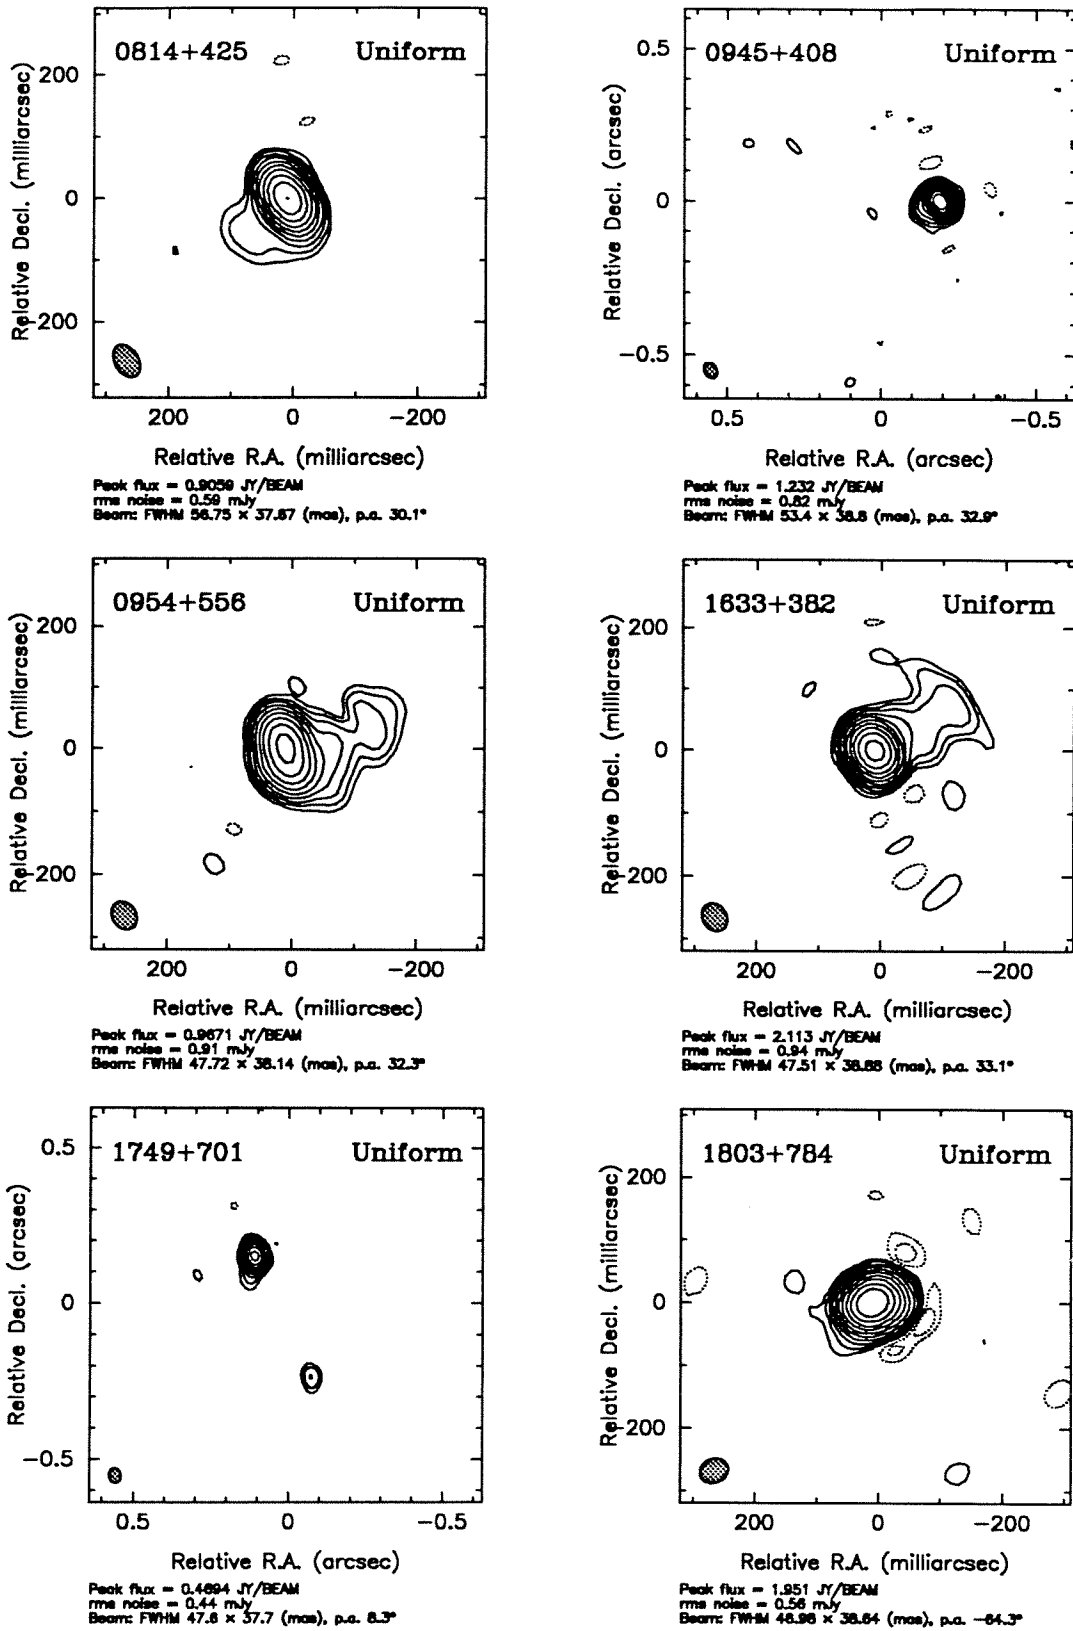 0814+425 Uniform
200
0
-200
Relative Decl. (milliarcsec)
200 0 -200
Relative R.A. (milliarcsec)
Peak flux = 0.9059 JY/BEAM
rms noise = 0.59 mJy
Beam: FWHM 56.75 × 37.67 (mas), p.a. 30.1°
0945+408 Uniform
0.5
0
-0.5
Relative Decl. (arcsec)
0.5 0 -0.5
Relative R.A. (arcsec)
Peak flux = 1.232 JY/BEAM
rms noise = 0.82 mJy
Beam: FWHM 53.4 × 38.8 (mas), p.a. 32.9°
0954+556 Uniform
200
0
-200
Relative Decl. (milliarcsec)
200 0 -200
Relative R.A. (milliarcsec)
Peak flux = 0.9671 JY/BEAM
rms noise = 0.91 mJy
Beam: FWHM 47.72 × 38.14 (mas), p.a. 32.3°
1633+382 Uniform
200
0
-200
Relative Decl. (milliarcsec)
200 0 -200
Relative R.A. (milliarcsec)
Peak flux = 2.113 JY/BEAM
rms noise = 0.94 mJy
Beam: FWHM 47.51 × 38.88 (mas), p.a. 33.1°
1749+701 Uniform
0.5
0
-0.5
Relative Decl. (arcsec)
0.5 0 -0.5
Relative R.A. (arcsec)
Peak flux = 0.4694 JY/BEAM
rms noise = 0.44 mJy
Beam: FWHM 47.6 × 37.7 (mas), p.a. 8.3°
1803+784 Uniform
200
0
-200
Relative Decl. (milliarcsec)
200 0 -200
Relative R.A. (milliarcsec)
Peak flux = 1.951 JY/BEAM
rms noise = 0.56 mJy
Beam: FWHM 48.98 × 38.64 (mas), p.a. -64.3°